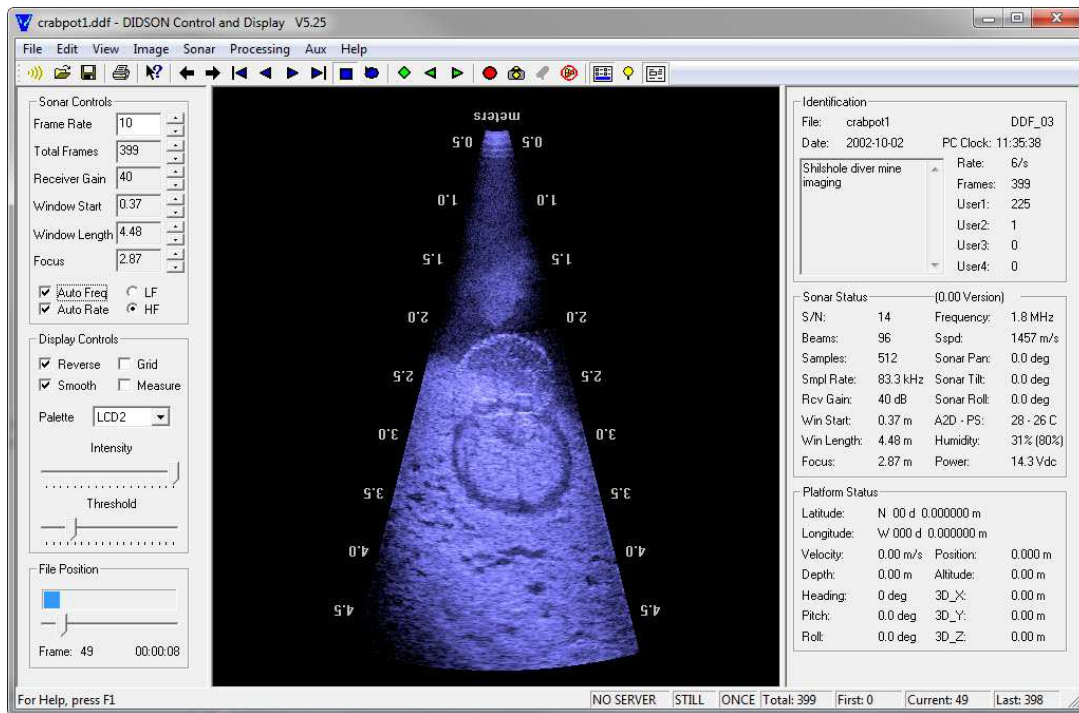 crabpot1.ddf - DIDSON Control and Display V5.25
File Edit View Image Sonar Processing Aux Help
Sonar Controls
Frame Rate 10
Total Frames 399
Receiver Gain 40
Window Start 0.37
Window Length 4.48
Focus 2.87
Auto Freq LF
Auto Rate HF
Display Controls
Reverse Grid
Smooth Measure
Palette LCD2
Intensity
Threshold
File Position
Frame: 49 00:00:08
meters
0.5 0.5
1.0 1.0
1.5 1.5
2.0 2.0
2.5 2.5
3.0 3.0
3.5 3.5
4.0 4.0
4.5 4.5
Identification
File: crabpot1 DDF_03
Date: 2002-10-02 PC Clock: 11:35:38
Shilshole diver mine
imaging
Rate: 6/s
Frames: 399
User1: 225
User2: 1
User3: 0
User4: 0
Sonar Status (0.00 Version)
S/N: 14 Frequency: 1.8 MHz
Beams: 96 Sspd: 1457 m/s
Samples: 512 Sonar Pan: 0.0 deg
Smpl Rate: 83.3 kHz Sonar Tilt: 0.0 deg
Rcv Gain: 40 dB Sonar Roll: 0.0 deg
Win Start: 0.37 m A2D - PS: 28 - 26 C
Win Length: 4.48 m Humidity: 31% (80%)
Focus: 2.87 m Power: 14.3 Vdc
Platform Status
Latitude: N 00 d 0.000000 m
Longitude: W 000 d 0.000000 m
Velocity: 0.00 m/s Position: 0.000 m
Depth: 0.00 m Altitude: 0.00 m
Heading: 0 deg 3D_X: 0.00 m
Pitch: 0.0 deg 3D_Y: 0.00 m
Roll: 0.0 deg 3D_Z: 0.00 m
For Help, press F1 NO SERVER STILL ONCE Total: 399 First: 0 Current: 49 Last: 398